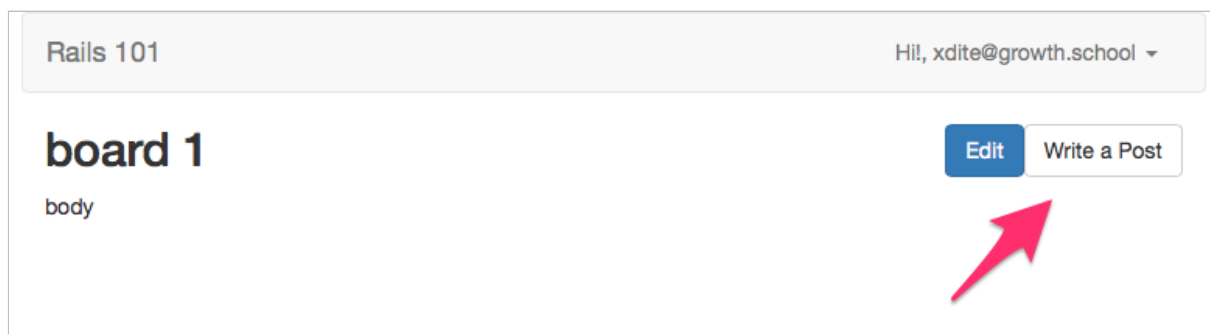 Rails 101
Hi!, xdite@growth.school
board 1
Edit
Write a Post
body